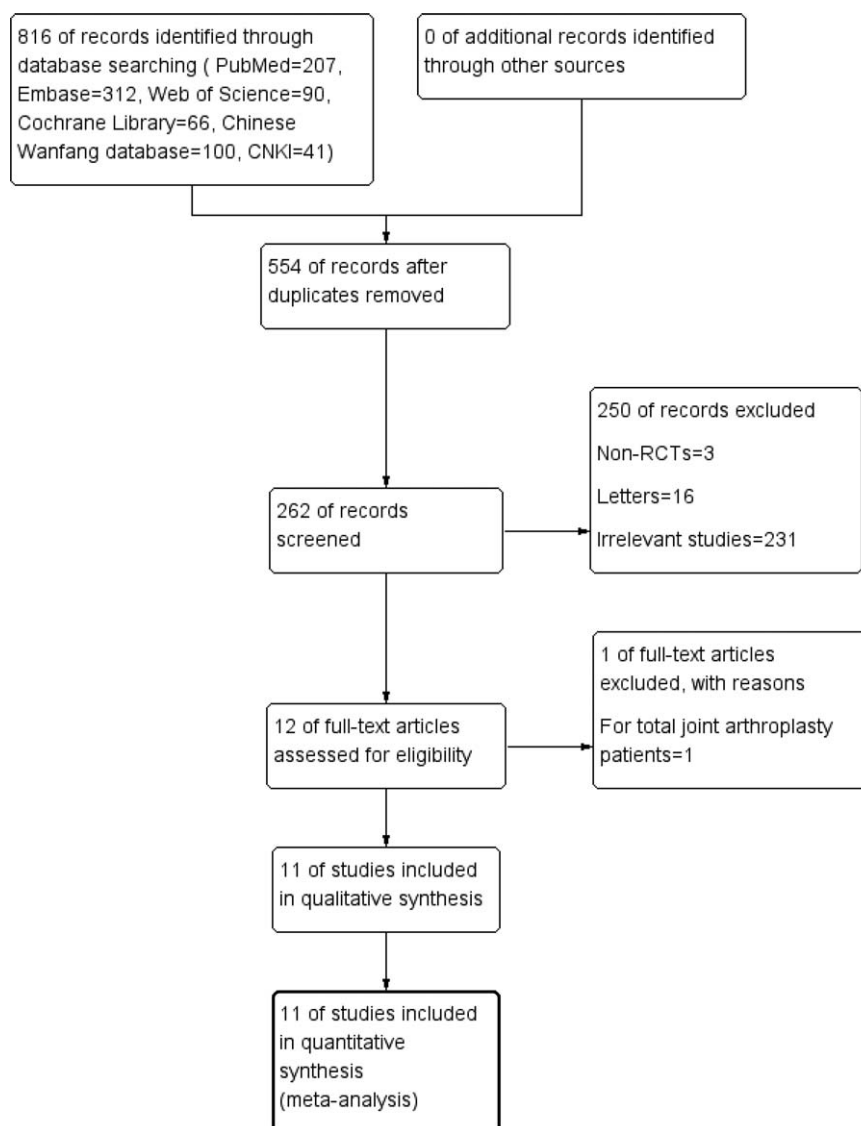 816 of records identified through
database searching ( PubMed=207,
Embase=312, Web of Science=90,
Cochrane Library=66, Chinese
Wanfang database=100, CNKI=41)
0 of additional records identified
through other sources
554 of records after
duplicates removed
250 of records excluded
Non-RCTs=3
Letters=16
Irrelevant studies=231
262 of records
screened
1 of full-text articles
excluded, with reasons
For total joint arthroplasty
patients=1
12 of full-text articles
assessed for eligibility
11 of studies included
in qualitative synthesis
11 of studies included
in quantitative
synthesis
(meta-analysis)